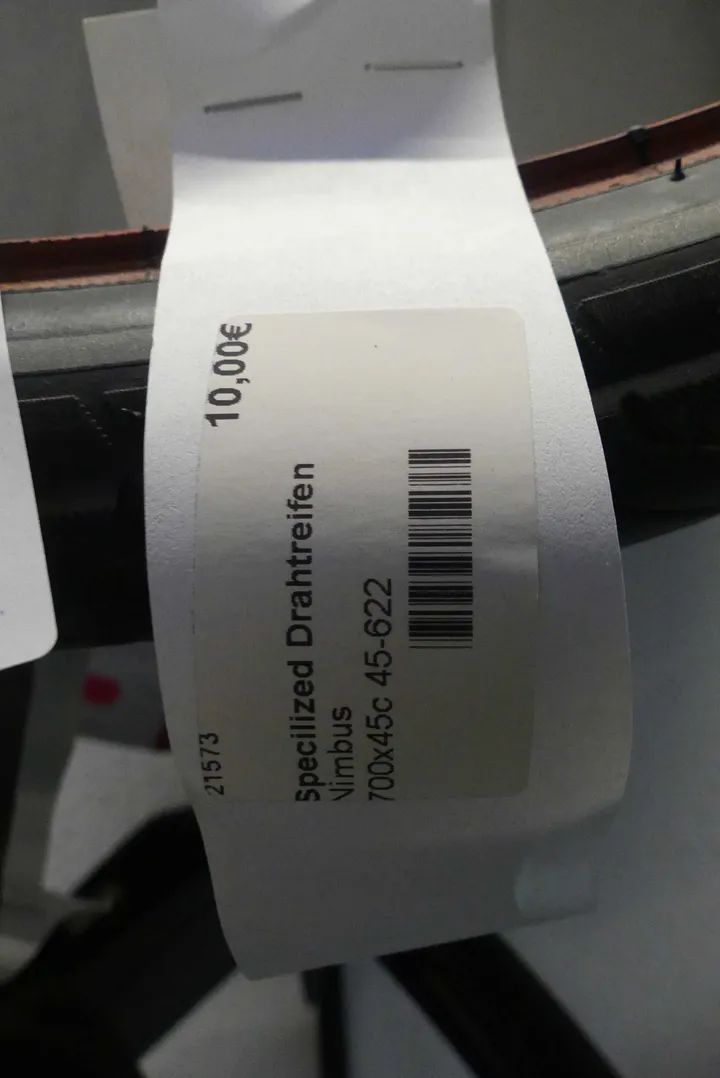 21573 10,00€
Specilized Drahtreifen
Nimbus
700x45c 45-622